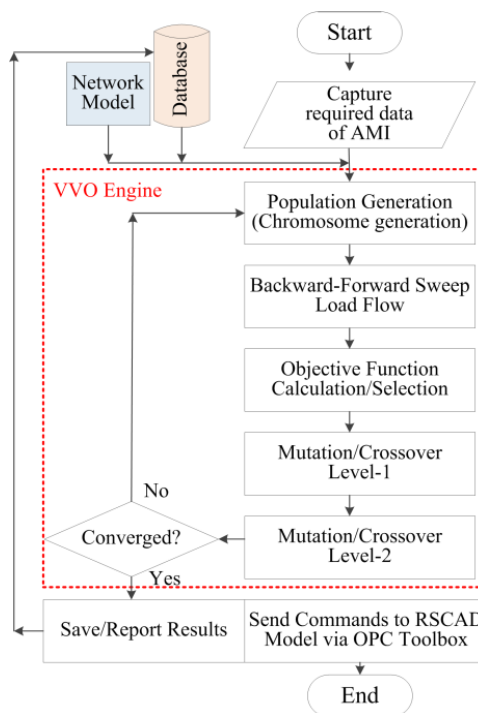 Start
Network
Model
Database
Capture
required data
of AMI
VVO Engine
Population Generation
(Chromosome generation)
Backward-Forward Sweep
Load Flow
Objective Function
Calculation/Selection
Mutation/Crossover
Level-1
No
Converged?
Mutation/Crossover
Level-2
Yes
Save/Report Results
Send Commands to RSCAD
Model via OPC Toolbox
End